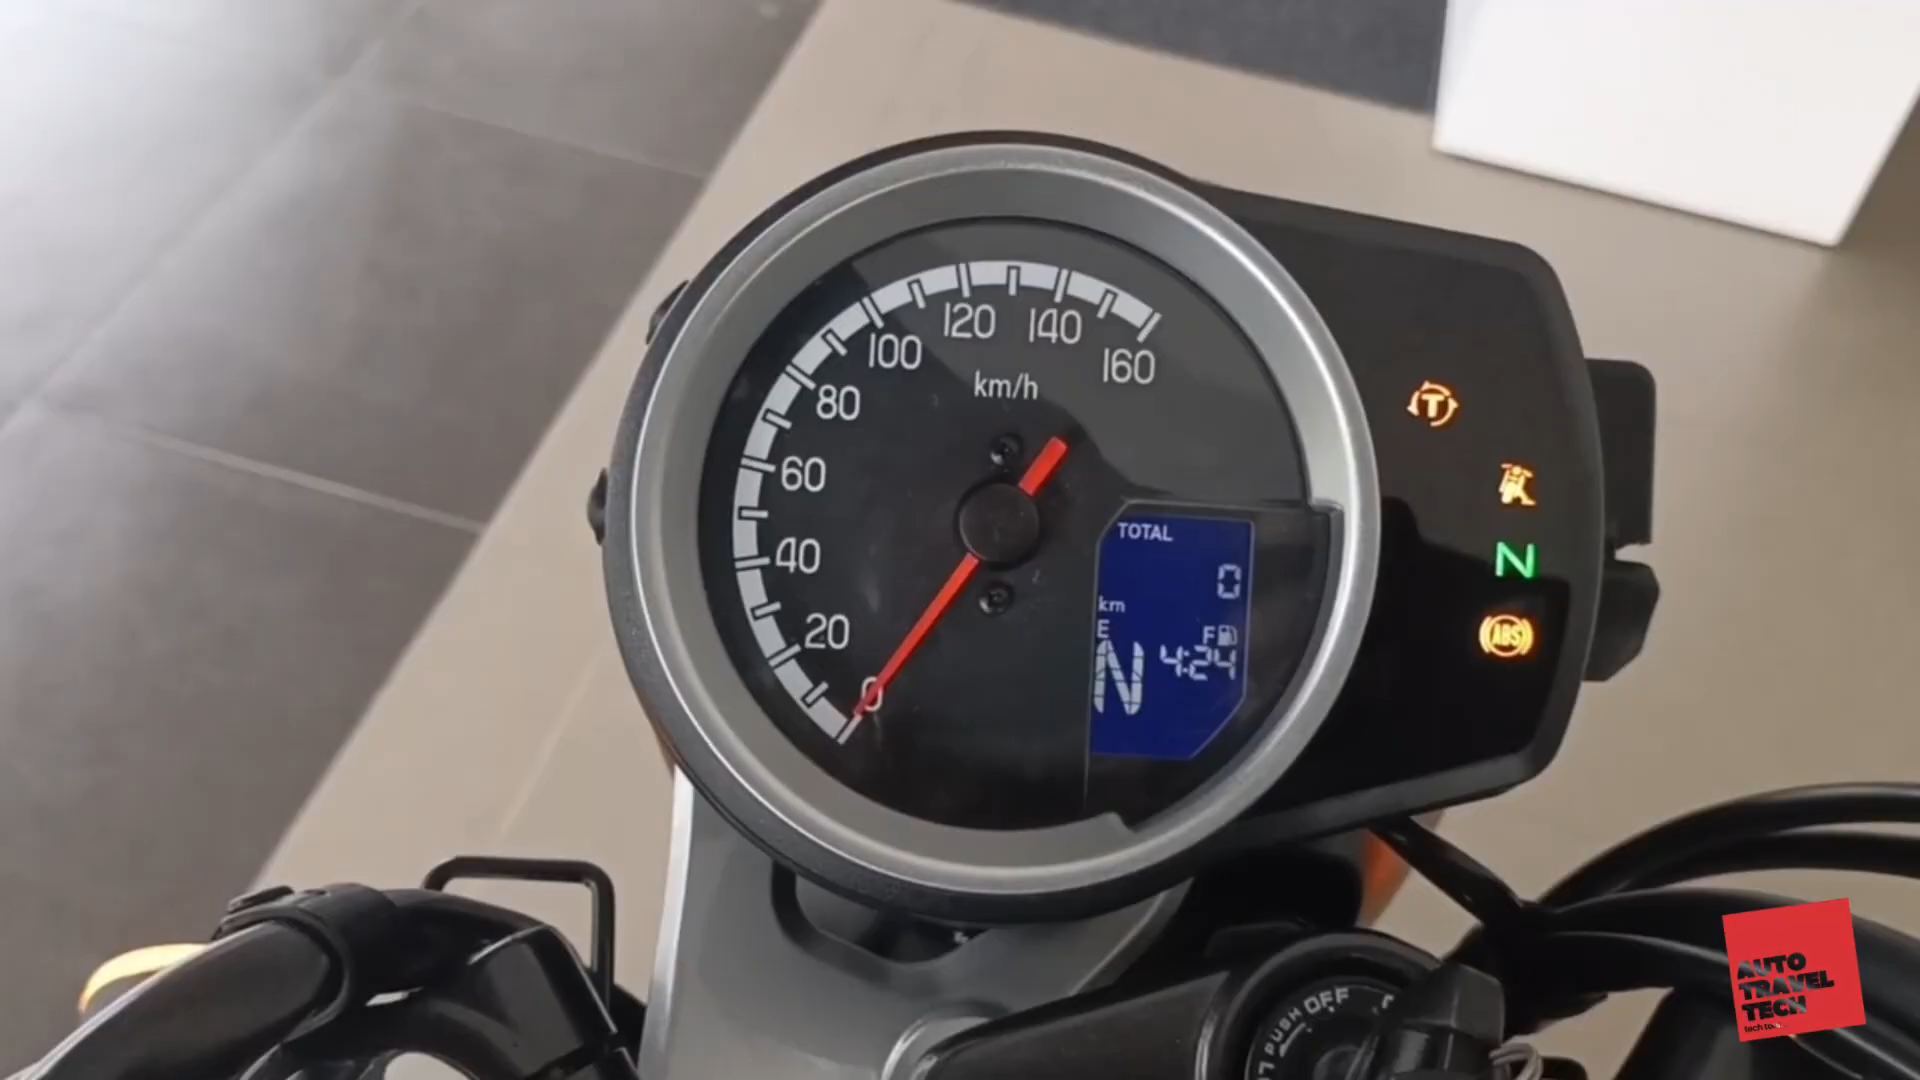 120 140
100 160
km/h
80
60
TOTAL
0
40
km
E F
20
N 4:24
0
T
N
ABS
PUSH OFF
AUTO
TRAVEL
TECH